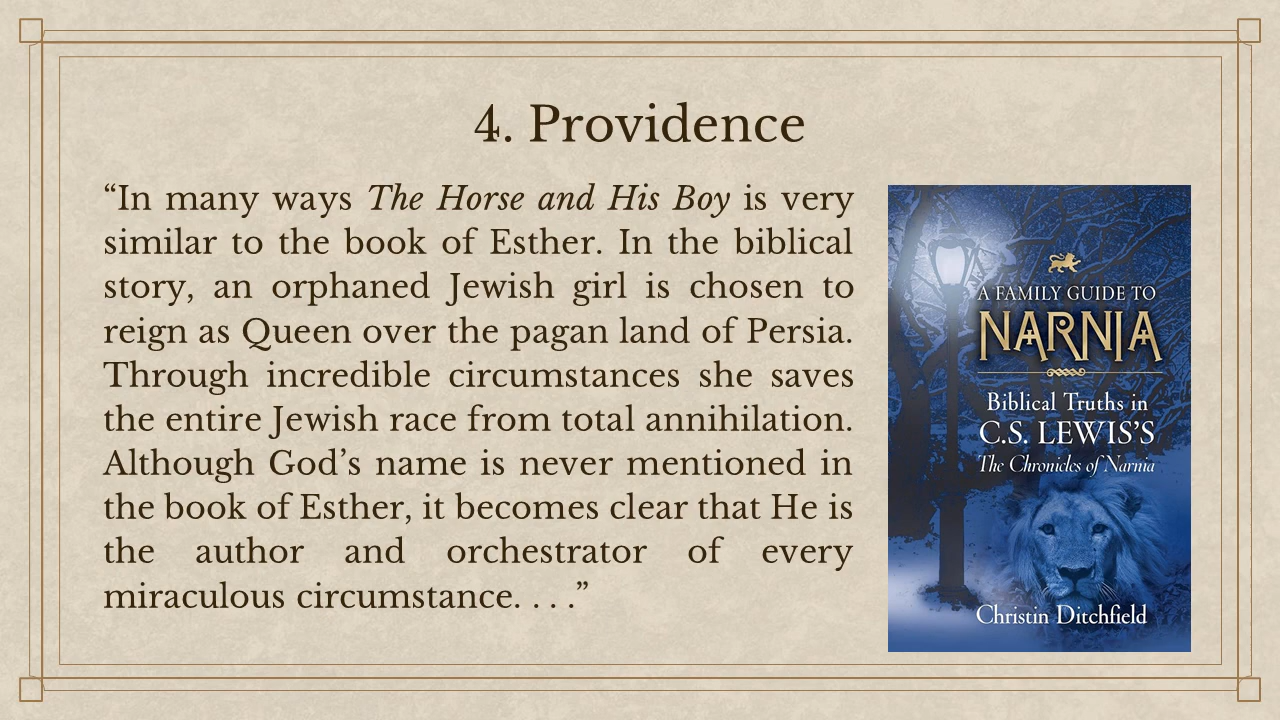 4. Providence
“In many ways The Horse and His Boy is very
similar to the book of Esther. In the biblical
story, an orphaned Jewish girl is chosen to
reign as Queen over the pagan land of Persia.
Through incredible circumstances she saves
the entire Jewish race from total annihilation.
Although God’s name is never mentioned in
the book of Esther, it becomes clear that He is
the author and orchestrator of every
miraculous circumstance. . . .”
A FAMILY GUIDE TO
NARNIA
Biblical Truths in
C.S. LEWIS’S
The Chronicles of Narnia
Christin Ditchfield